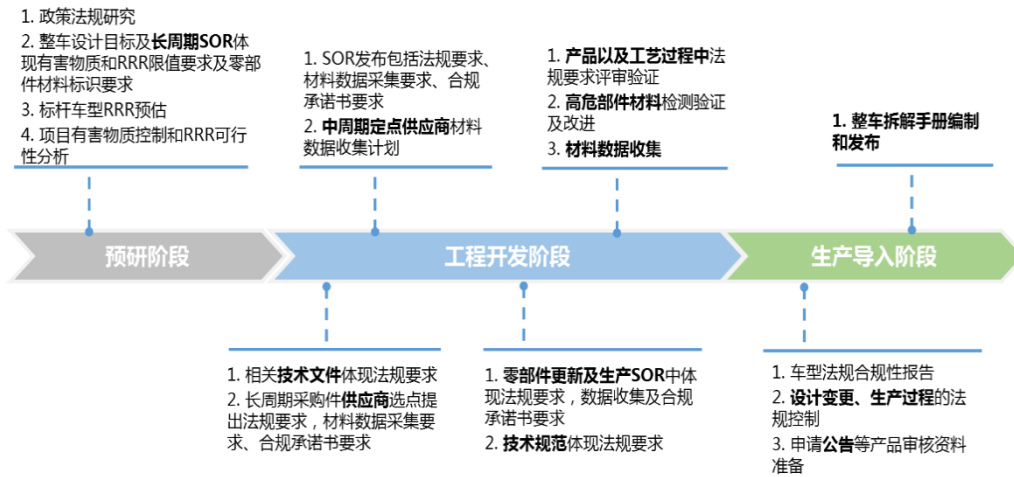 1. 政策法规研究
2. 整车设计目标及长周期SOR体
现有害物质和RRR限值要求及零部
件材料标识要求
3. 标杆车型RRR预估
4. 项目有害物质控制和RRR可行
性分析
1. SOR发布包括法规要求、
材料数据采集要求、合规
承诺书要求
2. 中周期定点供应商材料
数据收集计划
1. 产品以及工艺过程中法
规要求评审验证
2. 高危部件材料检测验证
及改进
3. 材料数据收集
1. 整车拆解手册编制
和发布
预研阶段
工程开发阶段
生产导入阶段
1. 相关技术文件体现法规要求
2. 长周期采购件供应商选点提
出法规要求，材料数据采集要
求、合规承诺书要求
1. 零部件更新及生产SOR中体
现法规要求，数据收集及合规
承诺书要求
2. 技术规范体现法规要求
1. 车型法规合规性报告
2. 设计变更、生产过程的法
规控制
3. 申请公告等产品审核资料
准备